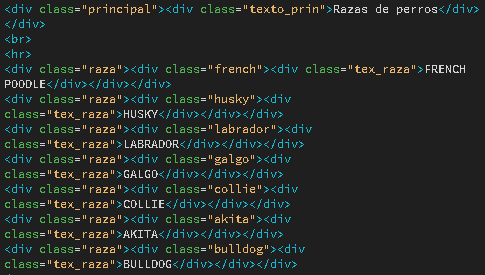 <div class="principal"><div class="texto_prin">Razas de perros</div>
</div>
<br>
<hr>
<div class="raza"><div class="french"><div class="tex_raza">FRENCH
POODLE</div></div></div>
<div class="raza"><div class="husky"><div
class="tex_raza">HUSKY</div></div></div>
<div class="raza"><div class="labrador"><div
class="tex_raza">LABRADOR</div></div></div>
<div class="raza"><div class="galgo"><div
class="tex_raza">GALGO</div></div></div>
<div class="raza"><div class="collie"><div
class="tex_raza">COLLIE</div></div></div>
<div class="raza"><div class="akita"><div
class="tex_raza">AKITA</div></div></div>
<div class="raza"><div class="bulldog"><div
class="tex_raza">BULLDOG</div></div></div>